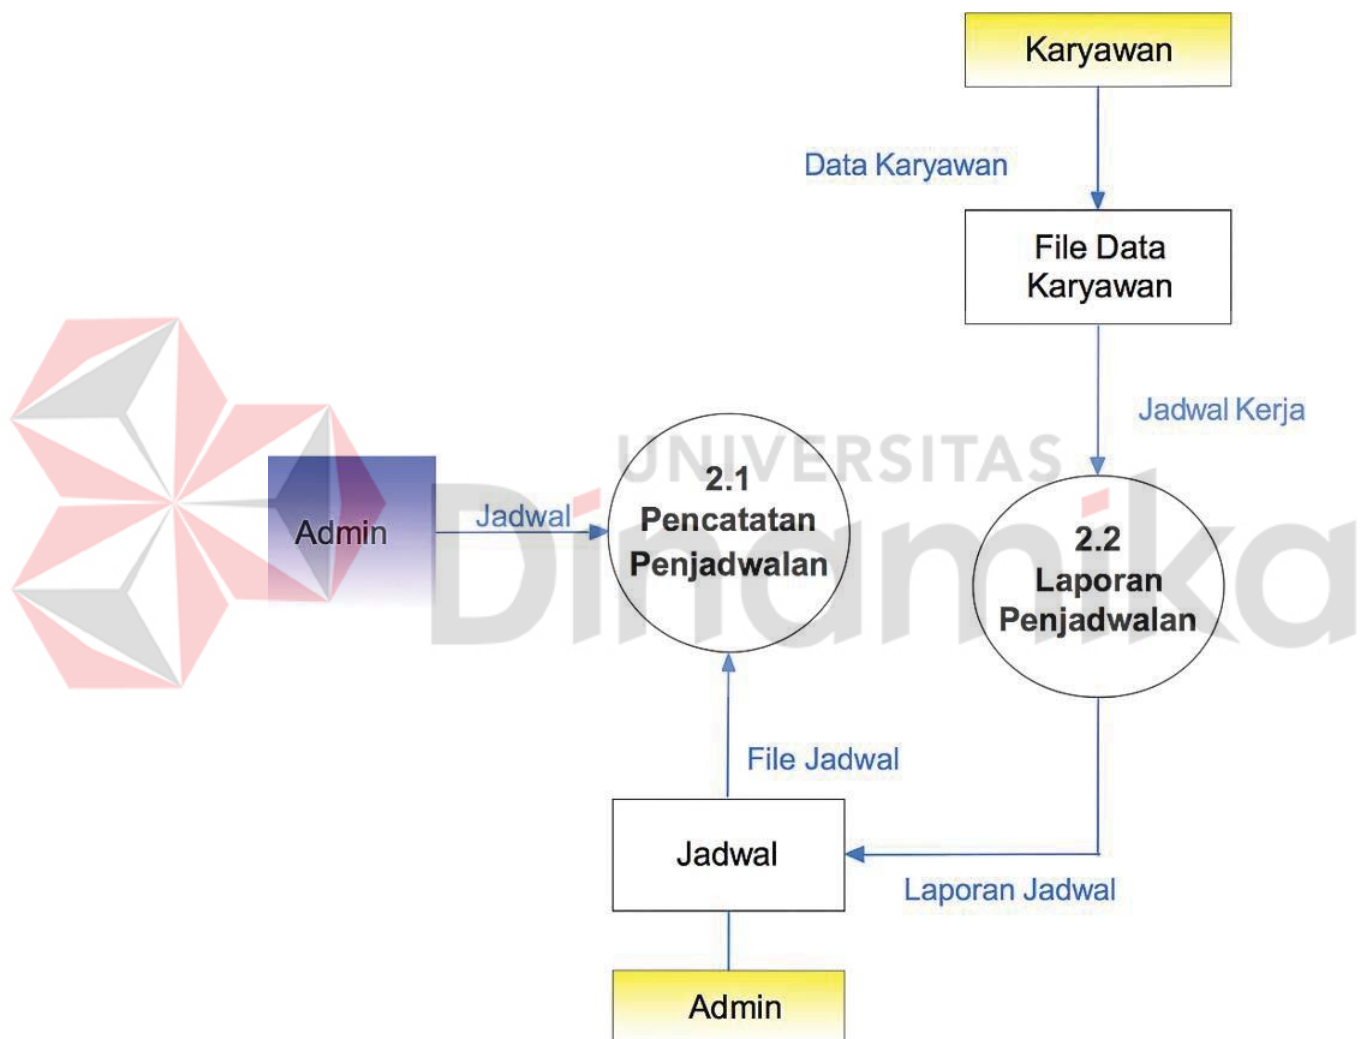 Karyawan
Data Karyawan
File Data
Karyawan
Jadwal Kerja
UNIVERSITAS
Dinamika
Admin
Jadwal
2.1
Pencatatan
Penjadwalan
2.2
Laporan
Penjadwalan
File Jadwal
Jadwal
Laporan Jadwal
Admin